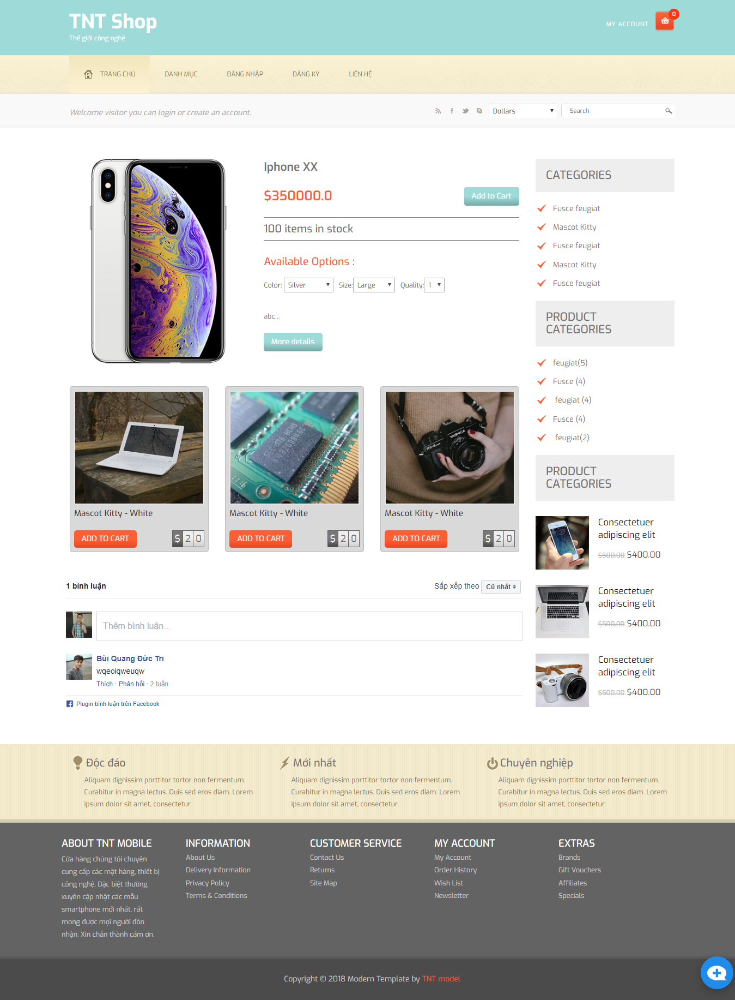 TNT Shop
Thế giới công nghệ
MY ACCOUNT
0
TRANG CHỦ
DANH MỤC
ĐĂNG NHẬP
ĐĂNG KÝ
LIÊN HỆ
Welcome visitor you can login or create an account.
Dollars
Search
Iphone XX
$350000.0
Add to Cart
100 items in stock
Available Options :
Color: Silver Size: Large Quality: 1
abc...
More details
Mascot Kitty - White
ADD TO CART
$ 2 0
Mascot Kitty - White
ADD TO CART
$ 2 0
YASHICA
Mascot Kitty - White
ADD TO CART
$ 2 0
1 bình luận
Sắp xếp theo Cũ nhất
Thêm bình luận...
Bùi Quang Đức Tri
wqeoiqweuqw
Thích · Phản hồi · 2 tuần
Plugin bình luận trên Facebook
CATEGORIES
Fusce feugiat
Mascot Kitty
Fusce feugiat
Mascot Kitty
Fusce feugiat
PRODUCT
CATEGORIES
feugiat(5)
Fusce (4)
feugiat (4)
Fusce (4)
feugiat(2)
PRODUCT
CATEGORIES
Consectetuer
adipiscing elit
$500.00 $400.00
Consectetuer
adipiscing elit
$500.00 $400.00
Consectetuer
adipiscing elit
$500.00 $400.00
Độc đáo
Aliquam dignissim porttitor tortor non fermentum.
Curabitur in magna lectus. Duis sed eros diam. Lorem
ipsum dolor sit amet, consectetur.
Mới nhất
Aliquam dignissim porttitor tortor non fermentum.
Curabitur in magna lectus. Duis sed eros diam. Lorem
ipsum dolor sit amet, consectetur.
Chuyên nghiệp
Aliquam dignissim porttitor tortor non fermentum.
Curabitur in magna lectus. Duis sed eros diam. Lorem
ipsum dolor sit amet, consectetur.
ABOUT TNT MOBILE
Cửa hàng chúng tôi chuyên
cung cấp các mặt hàng, thiết bị
công nghệ. Đặc biệt thường
xuyên cập nhật các mẫu
smartphone mới nhất, rất
mong được mọi người đón
nhận. Xin chân thành cám ơn.
INFORMATION
About Us
Delivery Information
Privacy Policy
Terms & Conditions
CUSTOMER SERVICE
Contact Us
Returns
Site Map
MY ACCOUNT
My Account
Order History
Wish List
Newsletter
EXTRAS
Brands
Gift Vouchers
Affiliates
Specials
Copyright © 2018 Modern Template by TNT model